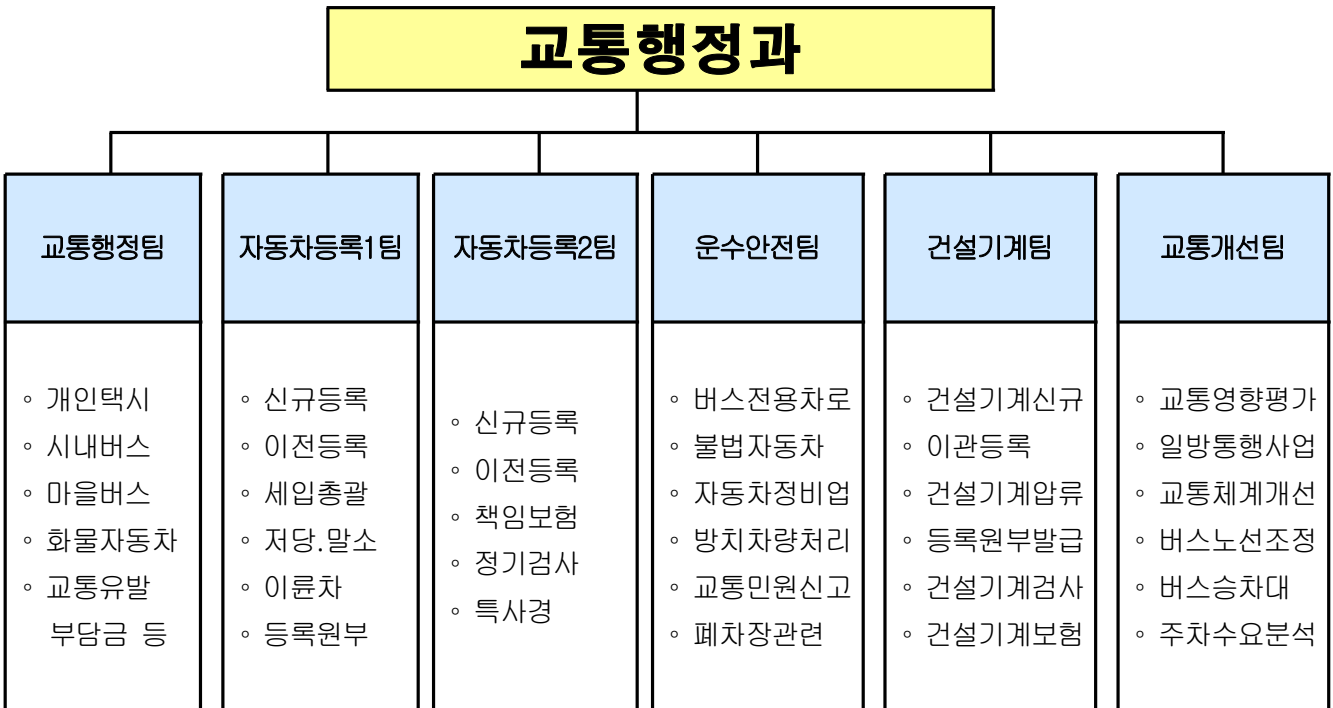 교통행정과
교통행정팀
◦ 개인택시
◦ 시내버스
◦ 마을버스
◦ 화물자동차
◦ 교통유발
부담금 등
자동차등록1팀
◦ 신규등록
◦ 이전등록
◦ 세입총괄
◦ 저당.말소
◦ 이륜차
◦ 등록원부
자동차등록2팀
◦ 신규등록
◦ 이전등록
◦ 책임보험
◦ 정기검사
◦ 특사경
운수안전팀
◦ 버스전용차로
◦ 불법자동차
◦ 자동차정비업
◦ 방치차량처리
◦ 교통민원신고
◦ 폐차장관련
건설기계팀
◦ 건설기계신규
◦ 이관등록
◦ 건설기계압류
◦ 등록원부발급
◦ 건설기계검사
◦ 건설기계보험
교통개선팀
◦ 교통영향평가
◦ 일방통행사업
◦ 교통체계개선
◦ 버스노선조정
◦ 버스승차대
◦ 주차수요분석